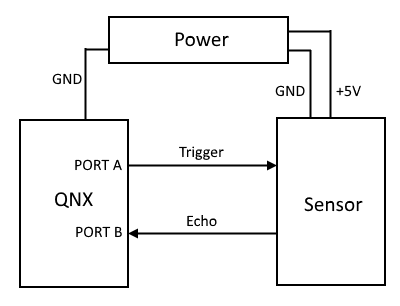 Power
GND
GND
+5V
PORT A
Trigger
QNX
Sensor
PORT B
Echo